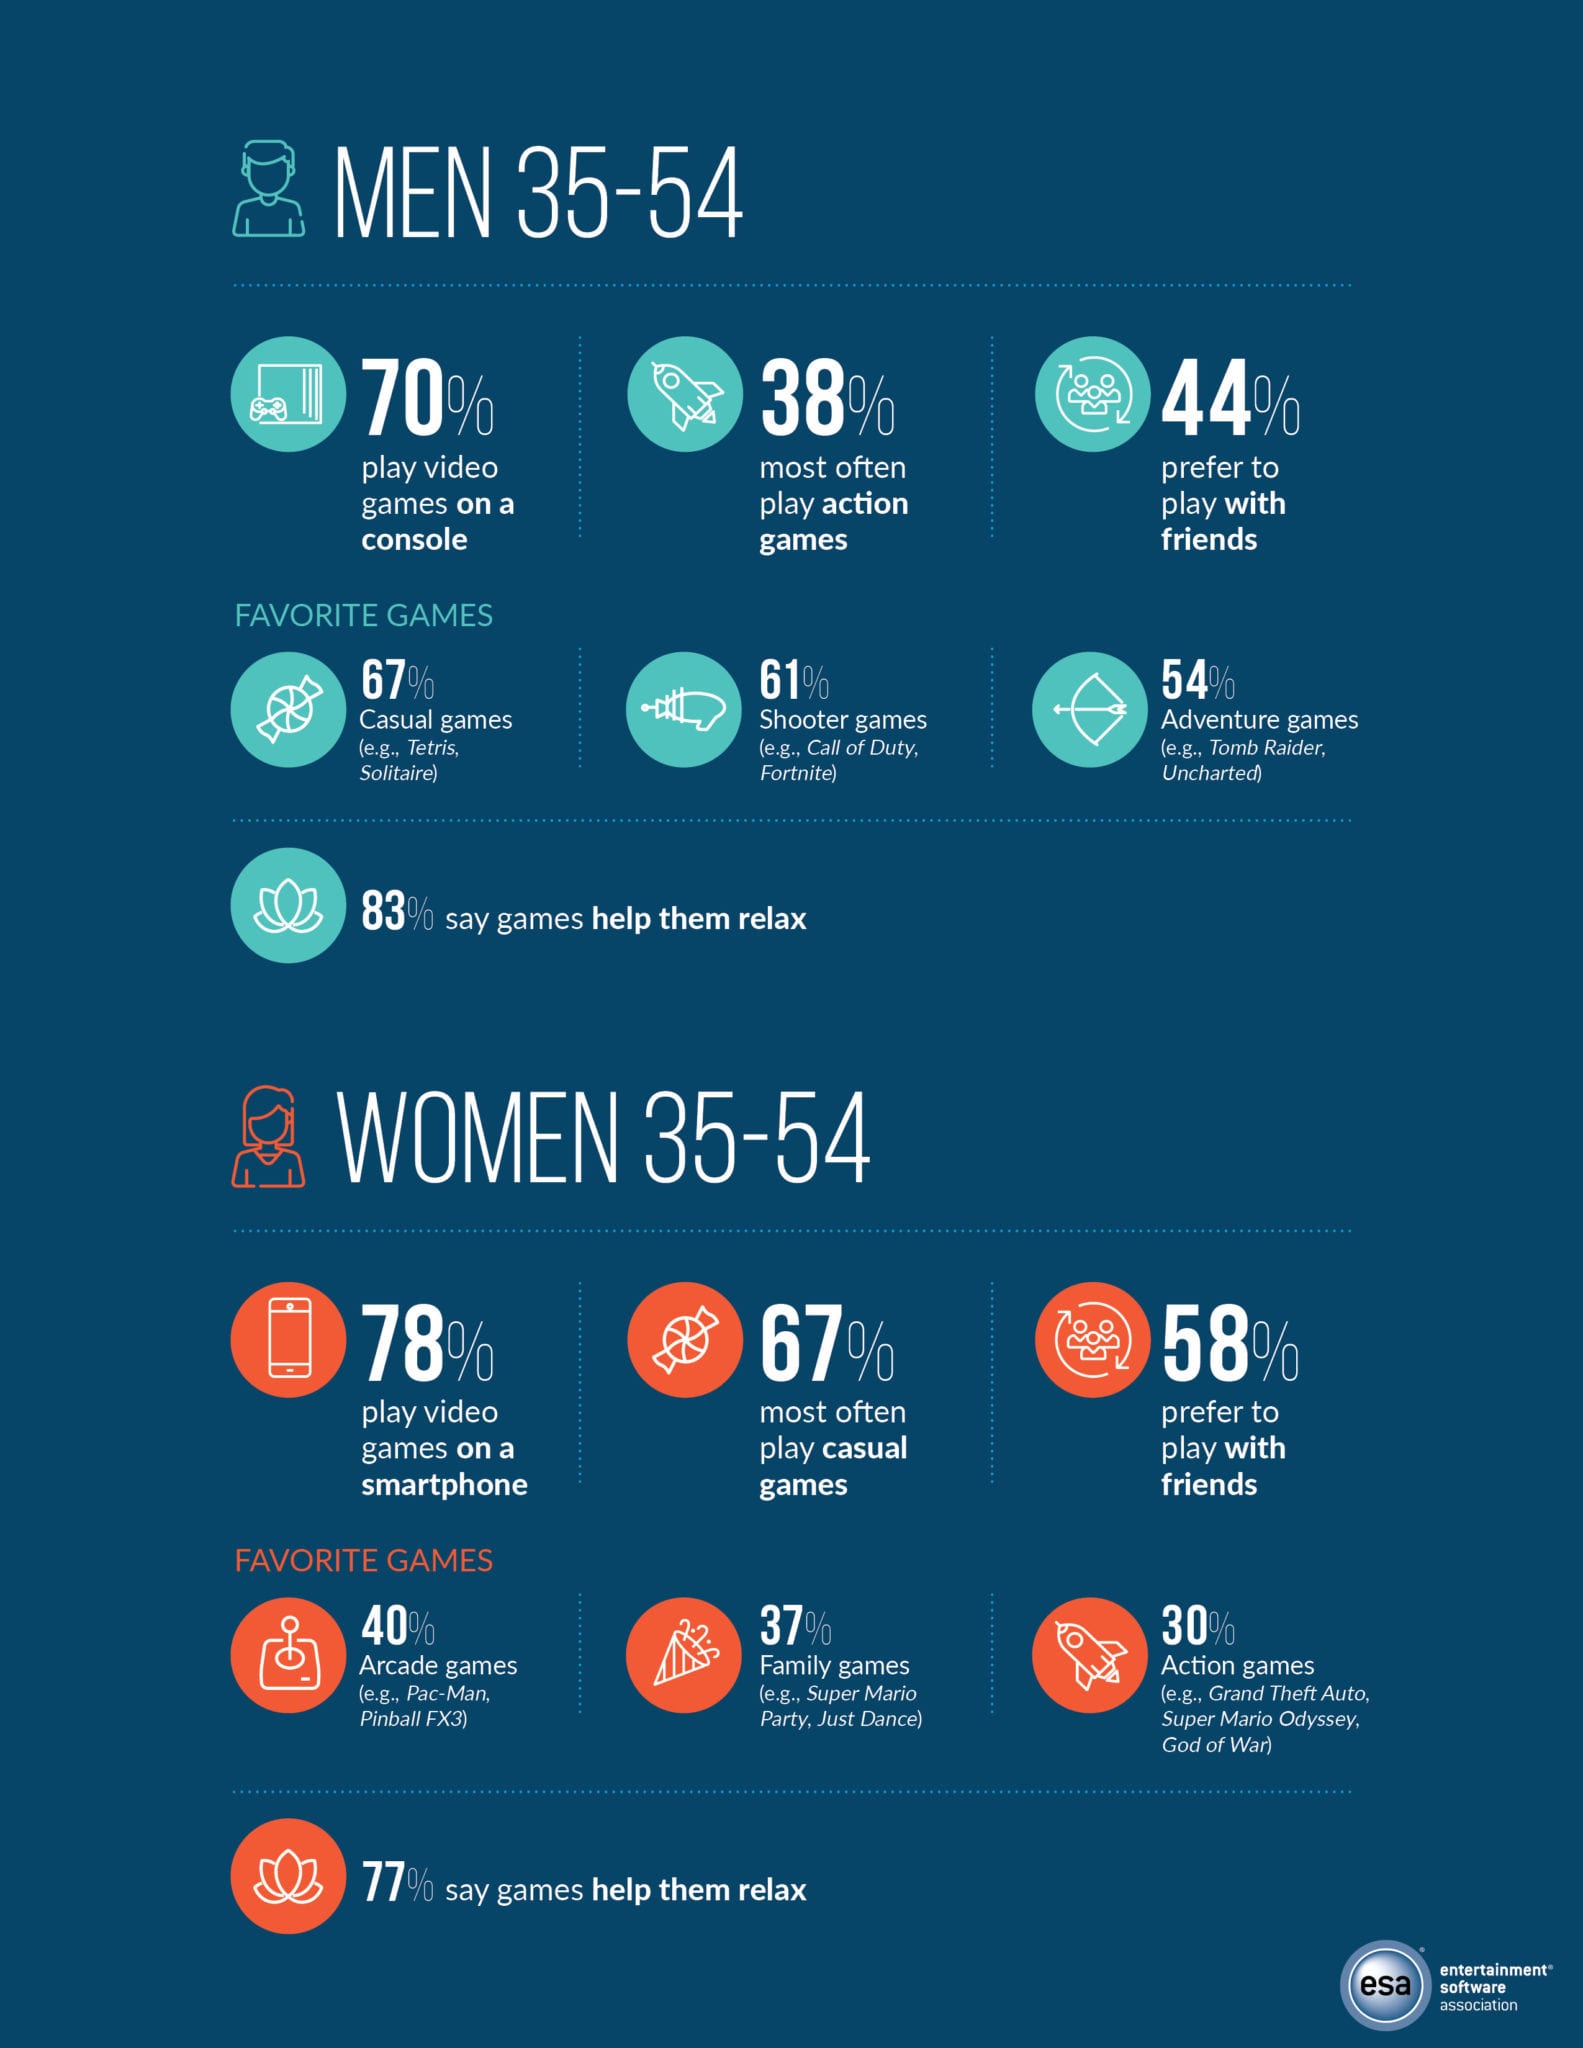 MEN 35-54
70%
play video
games on a
console
38%
most often
play action
games
44%
prefer to
play with
friends
FAVORITE GAMES
67%
Casual games
(e.g., Tetris,
Solitaire)
61%
Shooter games
(e.g., Call of Duty,
Fortnite)
54%
Adventure games
(e.g., Tomb Raider,
Uncharted)
83% say games help them relax
WOMEN 35-54
78%
play video
games on a
smartphone
67%
most often
play casual
games
58%
prefer to
play with
friends
FAVORITE GAMES
40%
Arcade games
(e.g., Pac-Man,
Pinball FX3)
37%
Family games
(e.g., Super Mario
Party, Just Dance)
30%
Action games
(e.g., Grand Theft Auto,
Super Mario Odyssey,
God of War)
77% say games help them relax
esa®
entertainment®
software
association